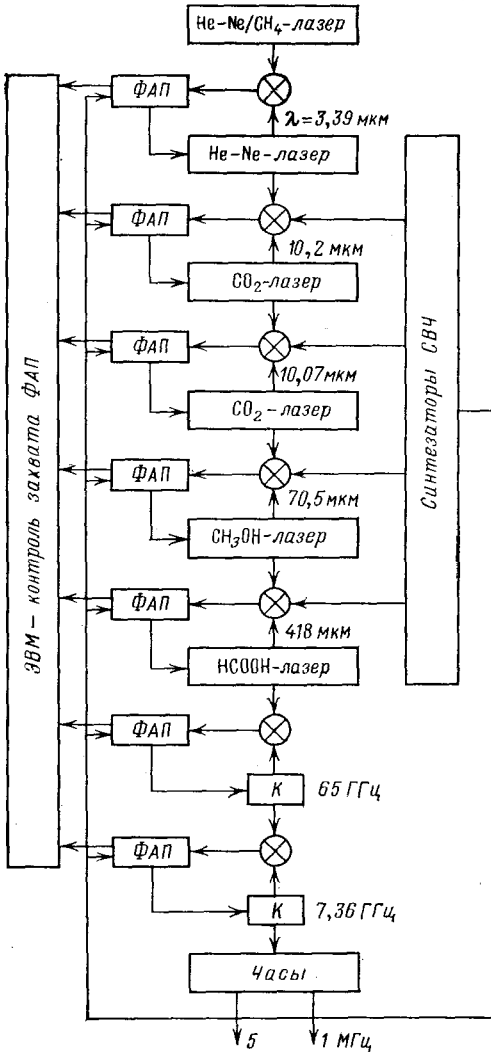 He-Ne/CH₄-лазер
ФАП
λ=3,39 мкм
He-Ne-лазер
ФАП
10,2 мкм
CO₂-лазер
ФАП
10,07 мкм
CO₂-лазер
ФАП
70,5 мкм
CH₃OH-лазер
ФАП
418 мкм
HCOOH-лазер
ФАП
К
65 ГГц
ФАП
К
7,36 ГГц
Часы
5
1 МГц
ЭВМ — контроль захвата ФАП
Синтезаторы СВЧ